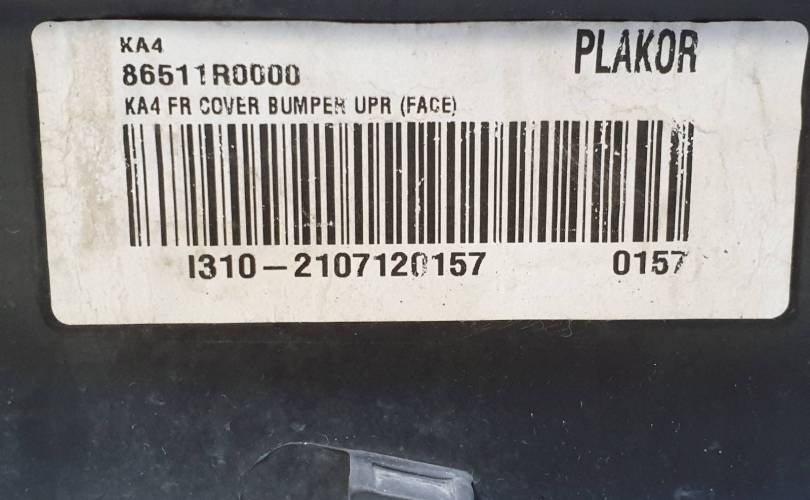 KA4
PLAKOR
86511R0000
KA4 FR COVER BUMPER UPR (FACE)
I310-2107120157 0157